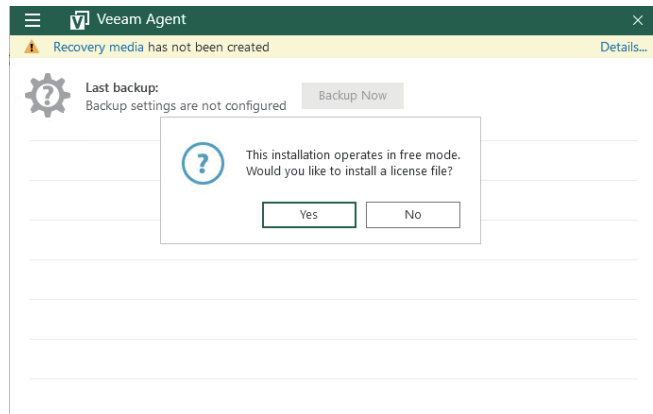 Veeam Agent
Recovery media has not been created Details...
Last backup:
Backup settings are not configured
Backup Now
This installation operates in free mode.
Would you like to install a license file?
Yes No